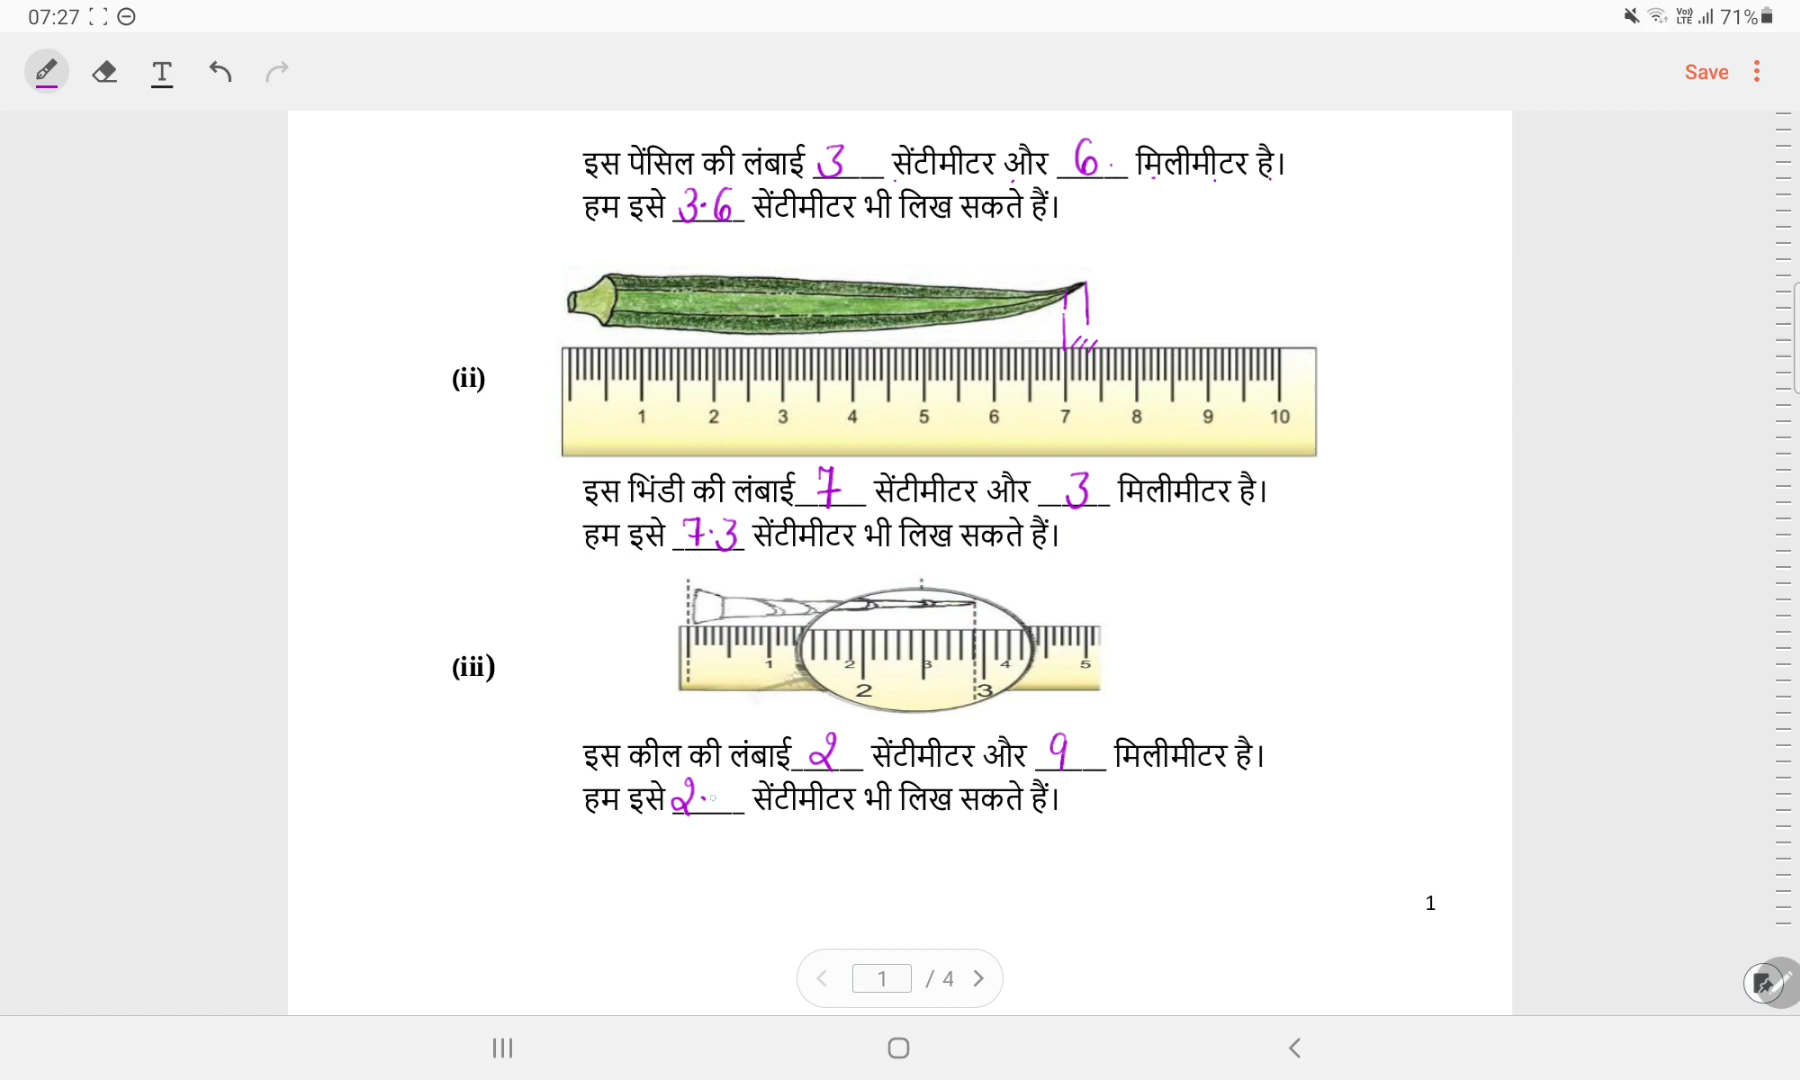 07:27 Vo)) LTE 71%
T Save
इस पेंसिल की लंबाई 3 सेंटीमीटर और 6 मिलीमीटर है।
हम इसे 3.6 सेंटीमीटर भी लिख सकते हैं।
(ii)
1 2 3 4 5 6 7 8 9 10
इस भिंडी की लंबाई 7 सेंटीमीटर और 3 मिलीमीटर है।
हम इसे 7.3 सेंटीमीटर भी लिख सकते हैं।
(iii)
1 2 3 4 5
2 3
इस कील की लंबाई 2 सेंटीमीटर और 9 मिलीमीटर है।
हम इसे 2. सेंटीमीटर भी लिख सकते हैं।
1
1 / 4